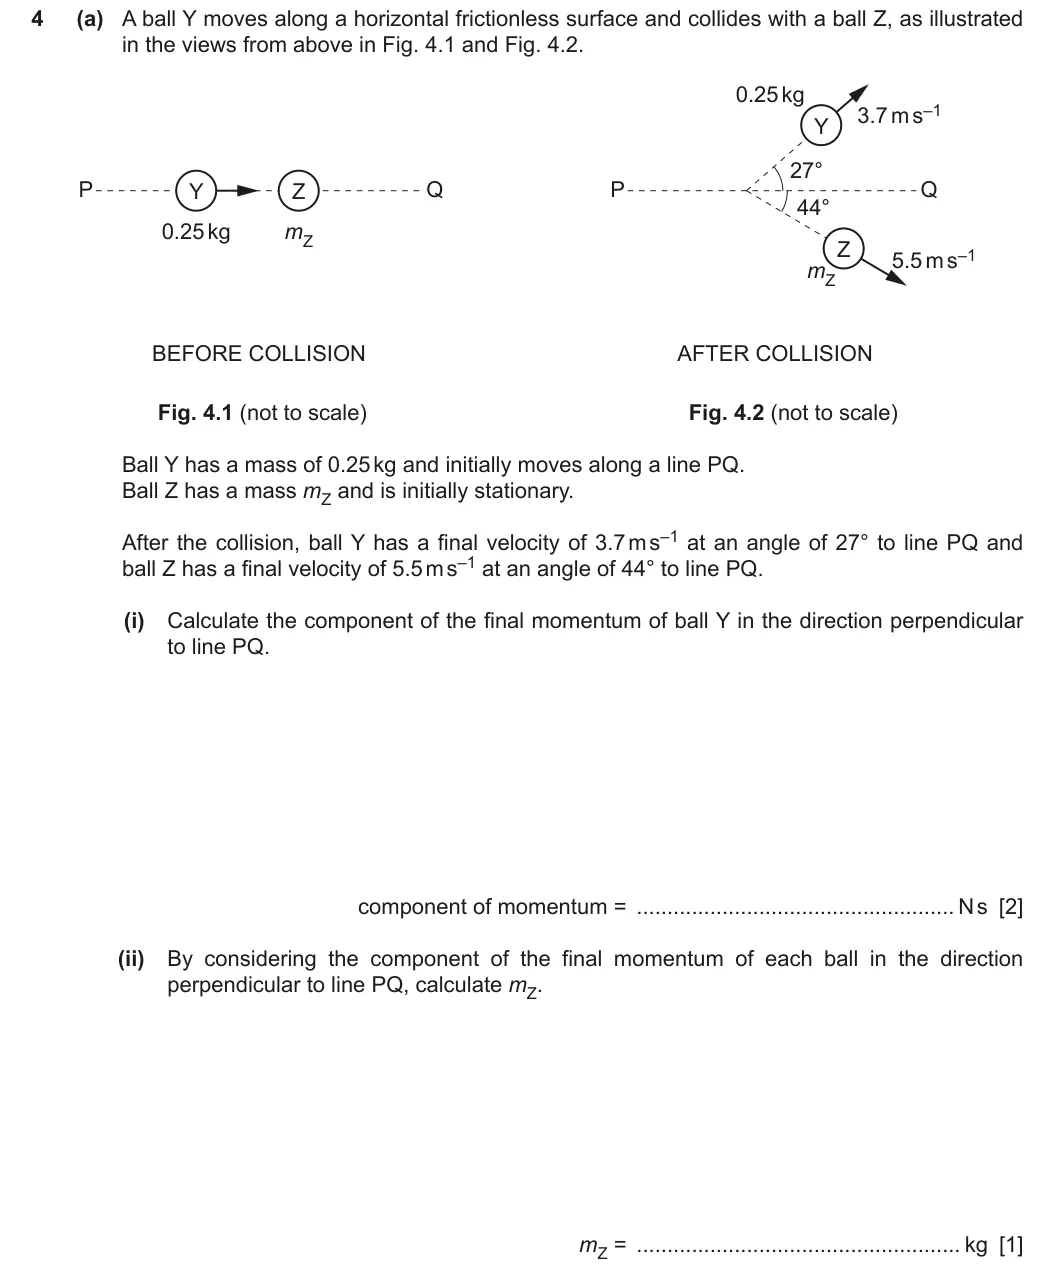 4 (a) A ball Y moves along a horizontal frictionless surface and collides with a ball Z, as illustrated
in the views from above in Fig. 4.1 and Fig. 4.2.
0.25 kg
Y
3.7 m s⁻¹
P Y Z Q
0.25 kg m_Z
27°
P Q
44°
Z
m_Z
5.5 m s⁻¹
BEFORE COLLISION
AFTER COLLISION
Fig. 4.1 (not to scale)
Fig. 4.2 (not to scale)
Ball Y has a mass of 0.25 kg and initially moves along a line PQ.
Ball Z has a mass m_Z and is initially stationary.
After the collision, ball Y has a final velocity of 3.7 m s⁻¹ at an angle of 27° to line PQ and
ball Z has a final velocity of 5.5 m s⁻¹ at an angle of 44° to line PQ.
(i) Calculate the component of the final momentum of ball Y in the direction perpendicular
to line PQ.
component of momentum = .................................................... N s [2]
(ii) By considering the component of the final momentum of each ball in the direction
perpendicular to line PQ, calculate m_Z.
m_Z = ..................................................... kg [1]